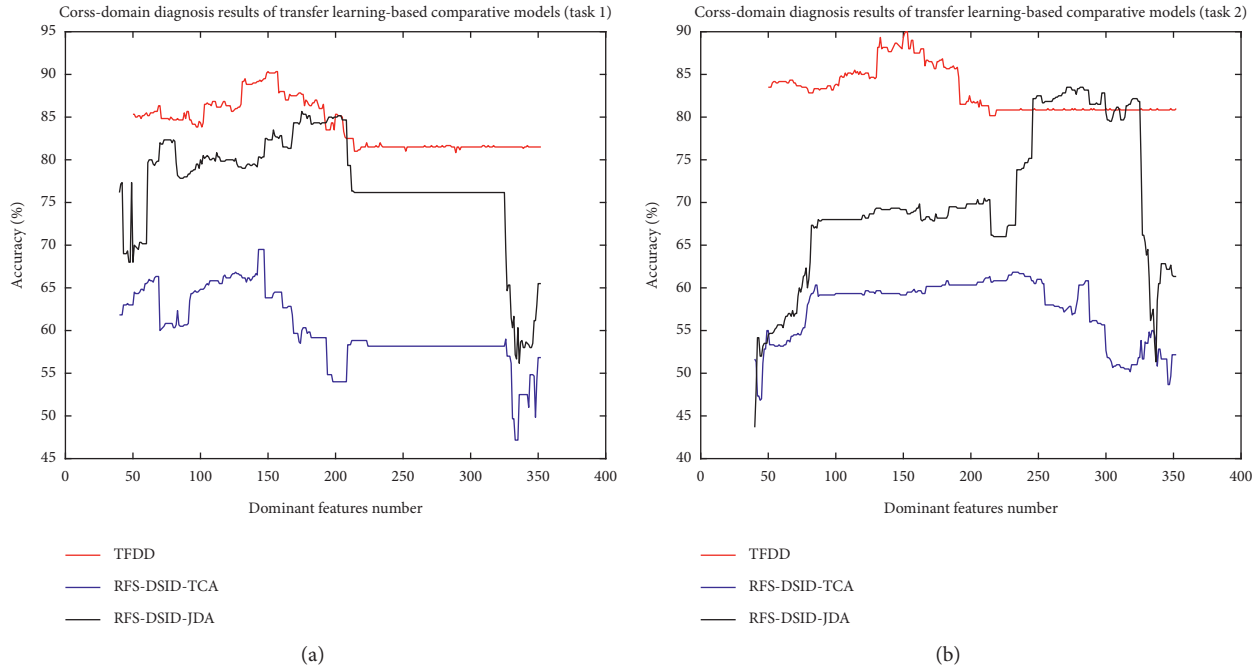 Corss-domain diagnosis results of transfer learning-based comparative models (task 1)
95
90
85
80
75
70
65
60
55
50
45
Accuracy (%)
0 50 100 150 200 250 300 350 400
Dominant features number
TFDD
RFS-DSID-TCA
RFS-DSID-JDA
(a)
Corss-domain diagnosis results of transfer learning-based comparative models (task 2)
90
85
80
75
70
65
60
55
50
45
40
Accuracy (%)
0 50 100 150 200 250 300 350 400
Dominant features number
TFDD
RFS-DSID-TCA
RFS-DSID-JDA
(b)